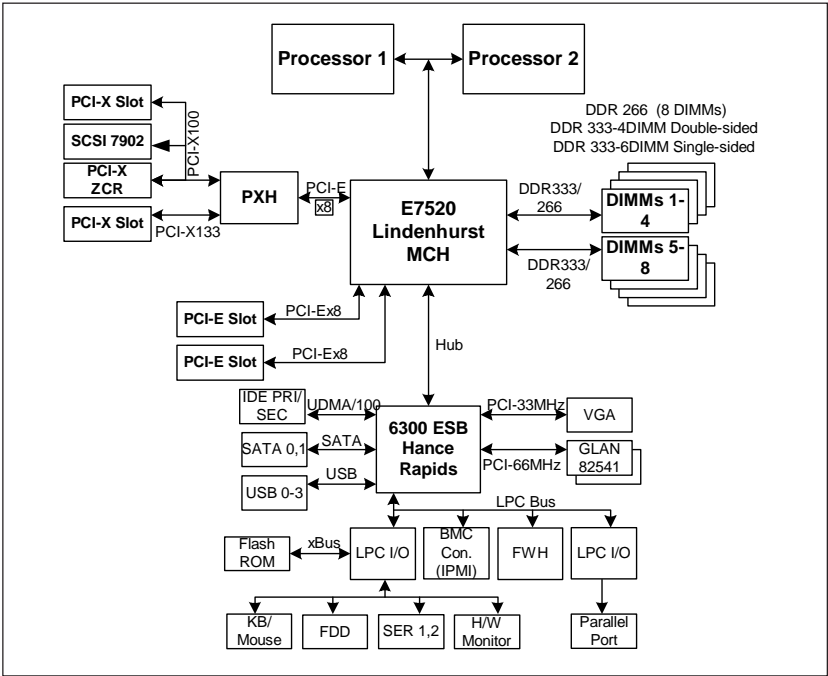 Processor 1
Processor 2
PCI-X Slot
SCSI 7902
PCI-X
ZCR
PCI-X Slot
PCI-X100
PCI-X133
PXH
PCI-E
x8
E7520
Lindenhurst
MCH
DDR 266 (8 DIMMs)
DDR 333-4DIMM Double-sided
DDR 333-6DIMM Single-sided
DDR333/
266
DIMMs 1-
4
DDR333/
266
DIMMs 5-
8
PCI-E Slot
PCI-Ex8
PCI-E Slot
PCI-Ex8
Hub
IDE PRI/
SEC
UDMA/100
SATA 0,1
SATA
USB 0-3
USB
6300 ESB
Hance
Rapids
PCI-33MHz
VGA
PCI-66MHz
GLAN
82541
LPC Bus
Flash
ROM
xBus
LPC I/O
BMC
Con.
(IPMI)
FWH
LPC I/O
KB/
Mouse
FDD
SER 1,2
H/W
Monitor
Parallel
Port